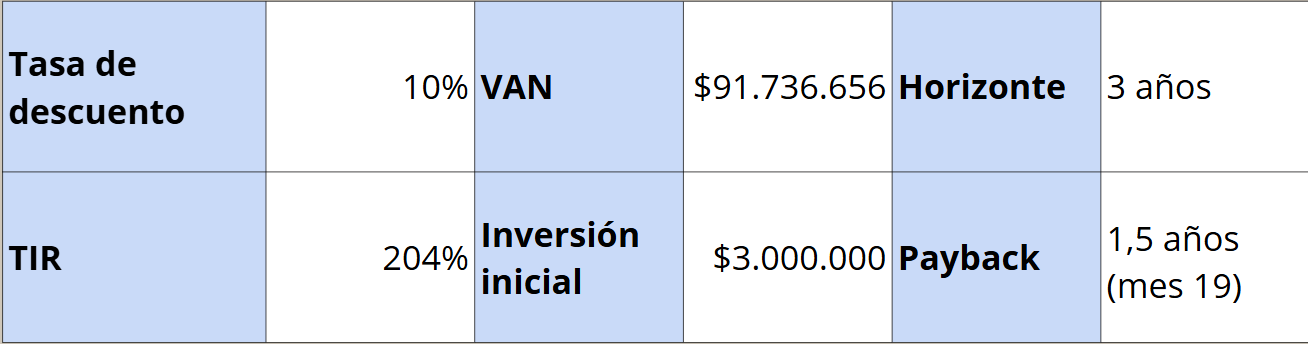 Tasa de
descuento
10%
VAN
$91.736.656
Horizonte
3 años
TIR
204%
Inversión
inicial
$3.000.000
Payback
1,5 años
(mes 19)